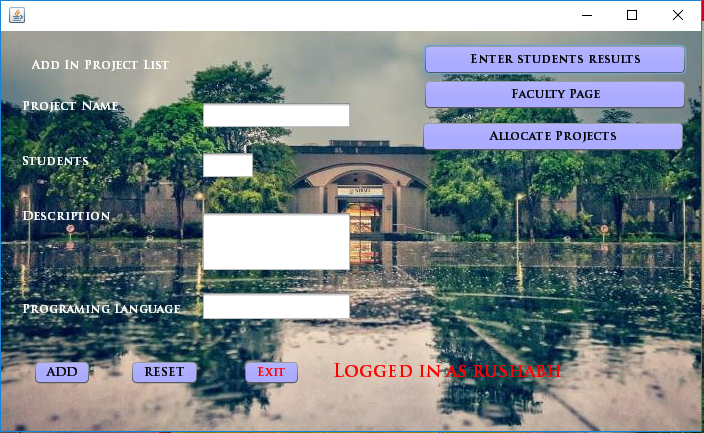 Add In Project List
Enter students results
Project Name
Faculty Page
Allocate Projects
Students
Description
Programing Language
ADD
RESET
Exit
Logged in as rushabh